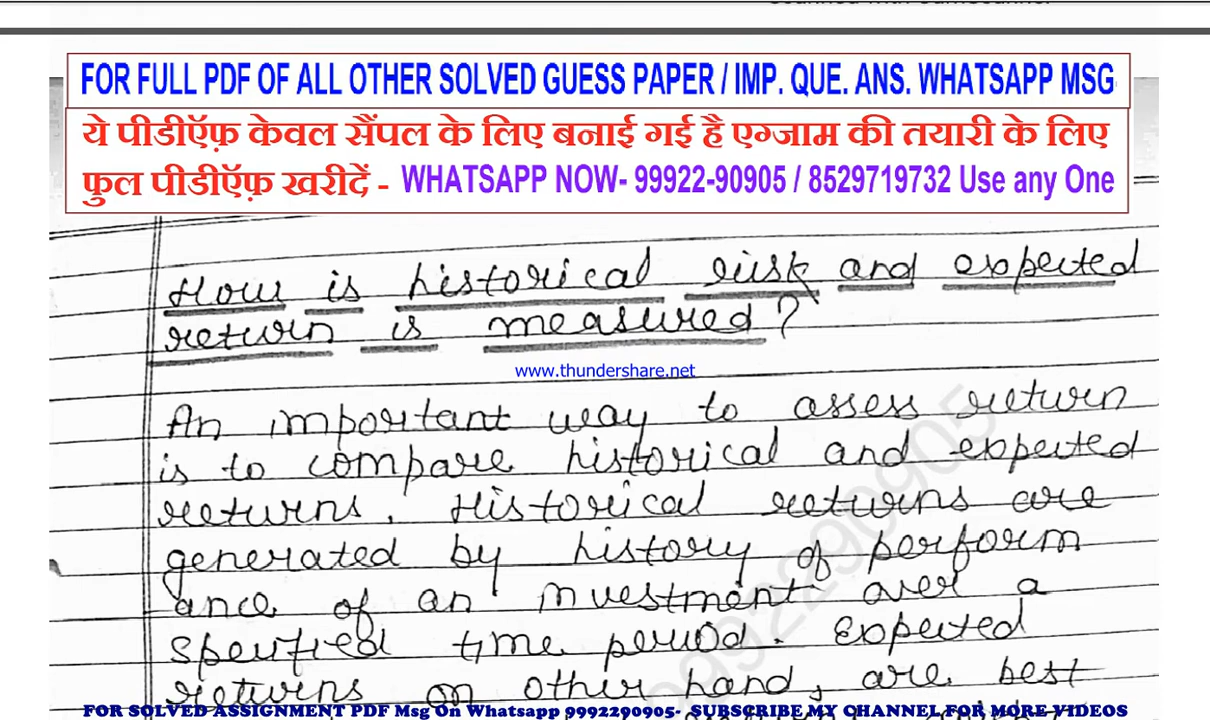 FOR FULL PDF OF ALL OTHER SOLVED GUESS PAPER / IMP. QUE. ANS. WHATSAPP MSG
ये पीडीऍफ़ केवल सैंपल के लिए बनाई गई है एग्जाम की तयारी के लिए
फुल पीडीऍफ़ खरीदें - WHATSAPP NOW- 99922-90905 / 8529719732 Use any One
How is historical risk and expected
return is measured?
www.thundershare.net
An important way to assess return
is to compare historical and expected
returns. Historical returns are
generated by history of perform
ance of an investment over a
specified time period. Expected
returns on other hand, are best
09992290905
FOR SOLVED ASSIGNMENT PDF Msg On Whatsapp 9992290905- SUBSCRIBE MY CHANNEL FOR MORE VIDEOS